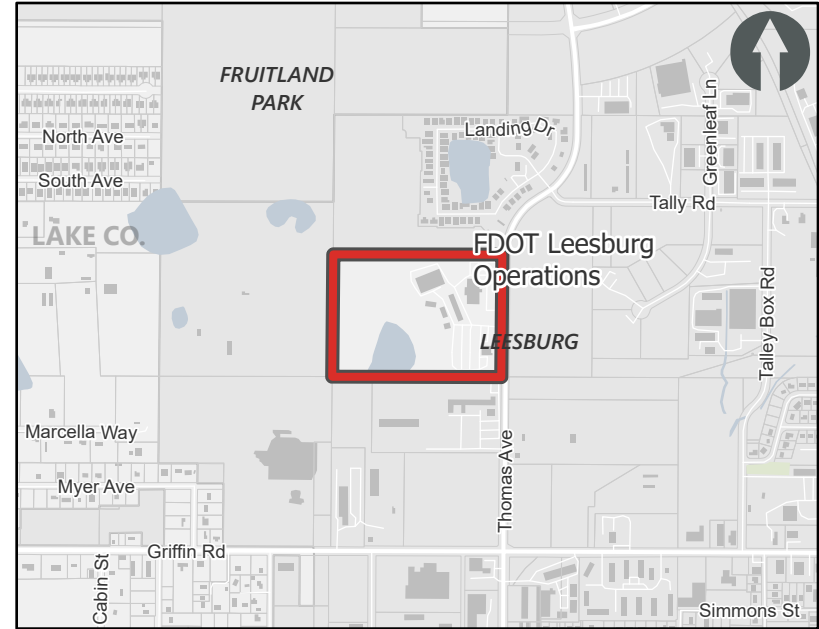 FRUITLAND
PARK
Greenleaf Ln
Landing Dr
North Ave
South Ave
Tally Rd
LAKE CO.
FDOT Leesburg
Operations
Talley Box Rd
LEESBURG
Marcella Way
Thomas Ave
Myer Ave
Griffin Rd
Cabin St
Simmons St